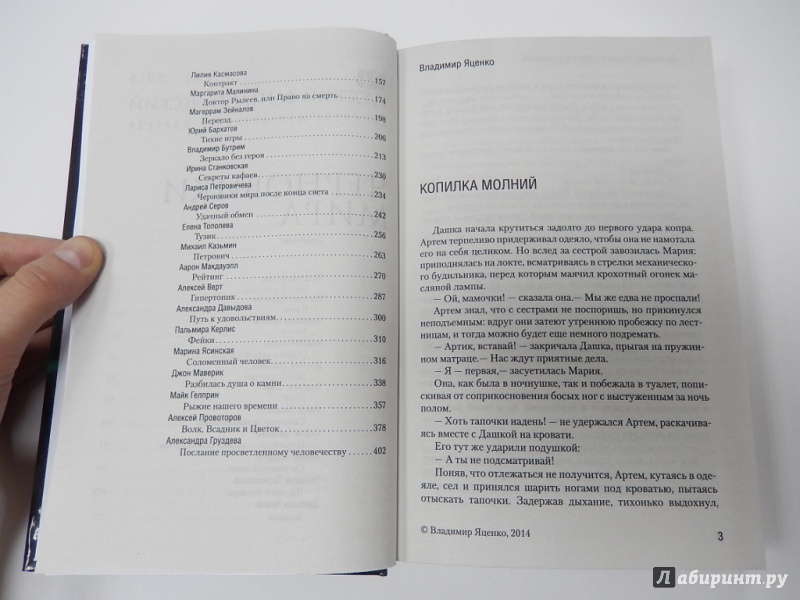 Лилия Касмасова
Контракт 157
Маргарита Малинина
Доктор Рылеев, или Право на смерть 174
Магеррам Зейналов
Переезд 198
Юрий Бархатов
Тихие игры 206
Владимир Бутрим
Зеркало без героя 213
Ирина Станковская
Секреты кафаев 236
Лариса Петровичева
Черновики мира после конца света 234
Андрей Серов
Удачный обмен 242
Елена Тополева
Тузик 256
Михаил Казьмин
Петрович 263
Аарон Макдауэлл
Рейтинг 270
Алексей Верт
Гипертоник 287
Александра Давыдова
Путь к удовольствиям 300
Пальмира Керлис
Фейки 310
Марина Ясинская
Соломенный человек 316
Джон Маверик
Разбилась душа о камни 338
Майк Гелприн
Рыжие нашего времени 357
Алексей Провоторов
Волк, Всадник и Цветок 378
Александра Груздева
Послание просветленному человечеству 402
Владимир Яценко
КОПИЛКА МОЛНИЙ
Дашка начала крутиться задолго до первого удара копра.
Артем терпеливо придерживал одеяло, чтобы она не намотала
его на себя целиком. Но вслед за сестрой завозилась Мария:
приподнялась на локте, всматриваясь в стрелки механическо-
го будильника, перед которым маячил крохотный огонек мас-
ляной лампы.
— Ой, мамочки! — сказала она.— Мы же едва не проспали!
Артем знал, что с сестрами не поспоришь, но прикинулся
неподъемным: вдруг они затеют утреннюю пробежку по лест-
ницам, и тогда можно будет еще немного подремать.
— Артик, вставай! — закричала Дашка, прыгая на пружин-
ном матраце.— Нас ждут приятные дела.
— Я — первая,— засуетилась Мария.
Она, как была в ночнушке, так и побежала в туалет, попи-
скивая от соприкосновения босых ног с выстуженным за ночь
полом.
— Хоть тапочки надень! — не удержался Артем, раскачива-
ясь вместе с Дашкой на кровати.
Его тут же ударили подушкой:
— А ты не подсматривай!
Поняв, что отлежаться не получится, Артем, кутаясь в оде-
яле, сел и принялся шарить ногами под кроватью, пытаясь
отыскать тапочки. Задержав дыхание, тихонько выдохнул,
© Владимир Яценко, 2014
3
Лабиринт.ру